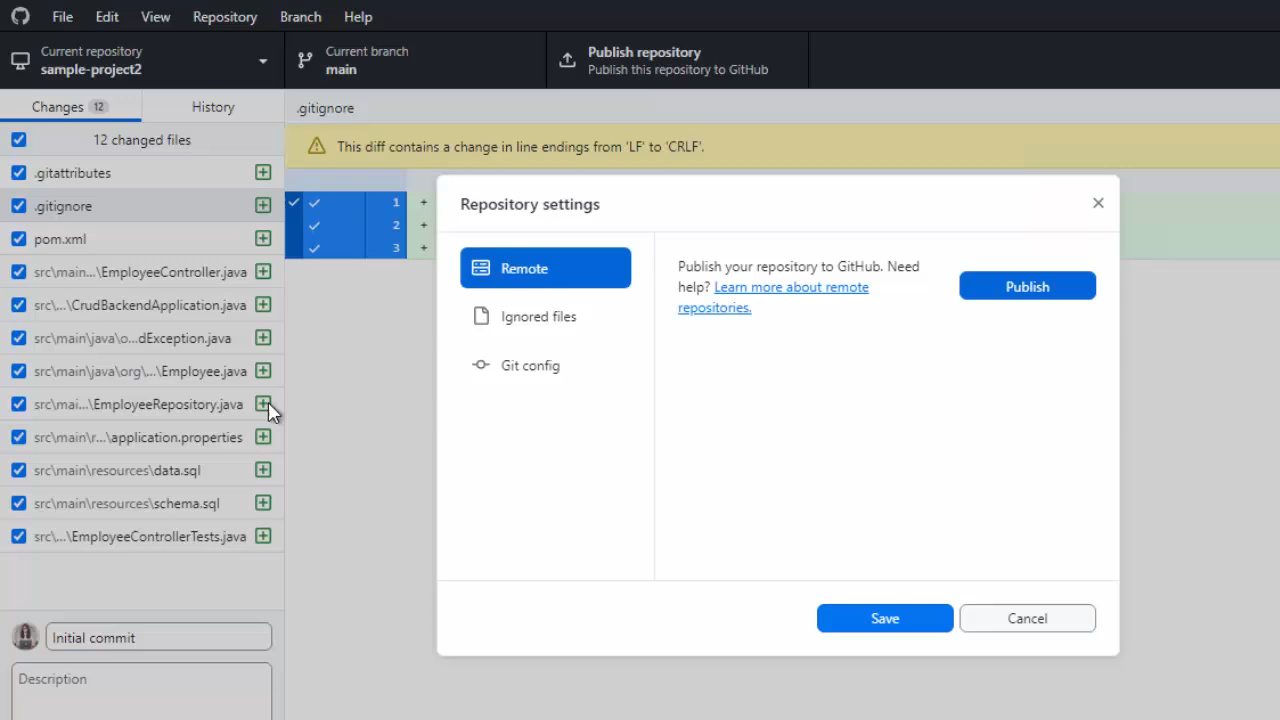 File Edit View Repository Branch Help
Current repository
sample-project2
Current branch
main
Publish repository
Publish this repository to GitHub
Changes 12
History
12 changed files
.gitattributes
.gitignore
pom.xml
src\main...\EmployeeController.java
src\...\CrudBackendApplication.java
src\main\java\o...dException.java
src\main\java\org\...\Employee.java
src\mai...\EmployeeRepository.java
src\main\r...\application.properties
src\main\resources\data.sql
src\main\resources\schema.sql
src\...\EmployeeControllerTests.java
Initial commit
Description
.gitignore
This diff contains a change in line endings from 'LF' to 'CRLF'.
1 +
2 +
3 +
Repository settings
Remote
Ignored files
Git config
Publish your repository to GitHub. Need
help? Learn more about remote
repositories.
Publish
Save
Cancel